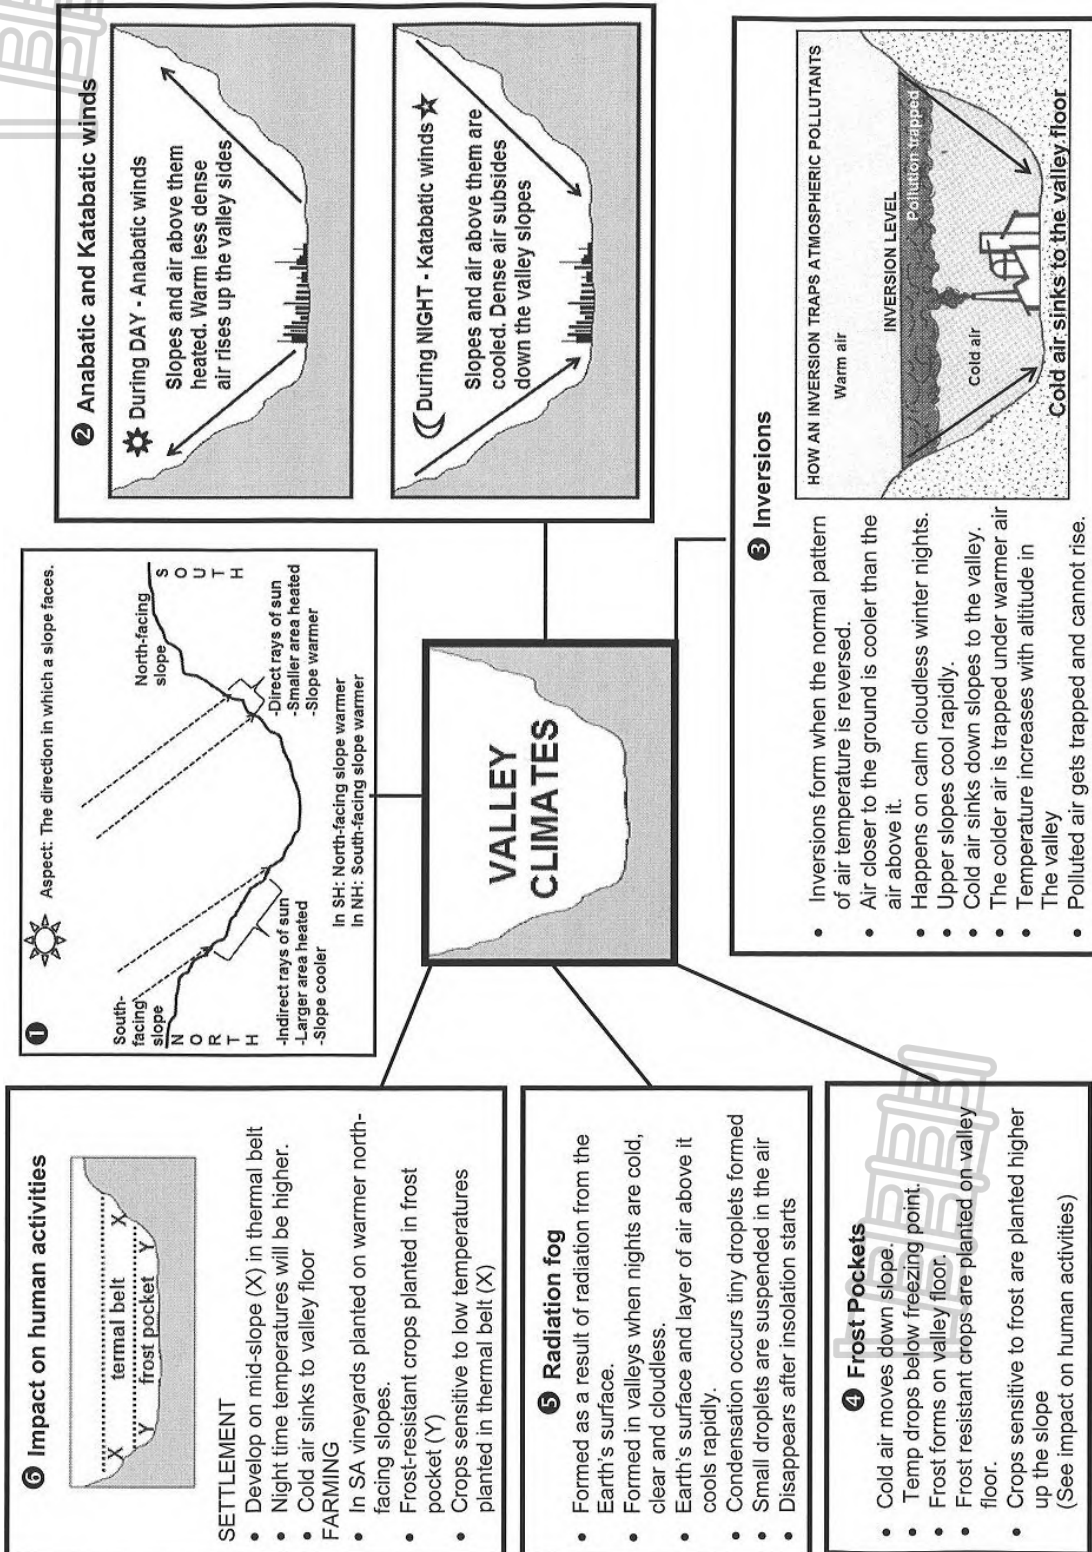 VALLEY
CLIMATES
❶
Aspect: The direction in which a slope faces.
South-
facing
slope
N
O
R
T
H
North-facing
slope
S
O
U
T
H
-Indirect rays of sun
-Larger area heated
-Slope cooler
-Direct rays of sun
-Smaller area heated
-Slope warmer
In SH: North-facing slope warmer
In NH: South-facing slope warmer
❷ Anabatic and Katabatic winds
During DAY - Anabatic winds
Slopes and air above them
heated. Warm less dense
air rises up the valley sides
During NIGHT - Katabatic winds
Slopes and air above them are
cooled. Dense air subsides
down the valley slopes
❸ Inversions
• Inversions form when the normal pattern
of air temperature is reversed.
• Air closer to the ground is cooler than the
air above it.
• Happens on calm cloudless winter nights.
• Upper slopes cool rapidly.
• Cold air sinks down slopes to the valley.
• The colder air is trapped under warmer air
• Temperature increases with altitude in
The valley
• Polluted air gets trapped and cannot rise.
HOW AN INVERSION TRAPS ATMOSPHERIC POLLUTANTS
Warm air
INVERSION LEVEL
Pollution trapped
Cold air
Cold air sinks to the valley floor
❹ Frost Pockets
• Cold air moves down slope.
• Temp drops below freezing point.
• Frost forms on valley floor.
• Frost resistant crops are planted on valley
floor.
• Crops sensitive to frost are planted higher
up the slope
(See impact on human activities)
❺ Radiation fog
• Formed as a result of radiation from the
Earth's surface.
• Formed in valleys when nights are cold,
clear and cloudless.
• Earth's surface and layer of air above it
cools rapidly.
• Condensation occurs tiny droplets formed
• Small droplets are suspended in the air
• Disappears after insolation starts
❻ Impact on human activities
X termal belt X
Y frost pocket Y
SETTLEMENT
• Develop on mid-slope (X) in thermal belt
• Night time temperatures will be higher.
• Cold air sinks to valley floor
FARMING
• In SA vineyards planted on warmer north-
facing slopes.
• Frost-resistant crops planted in frost
pocket (Y)
• Crops sensitive to low temperatures
planted in thermal belt (X)